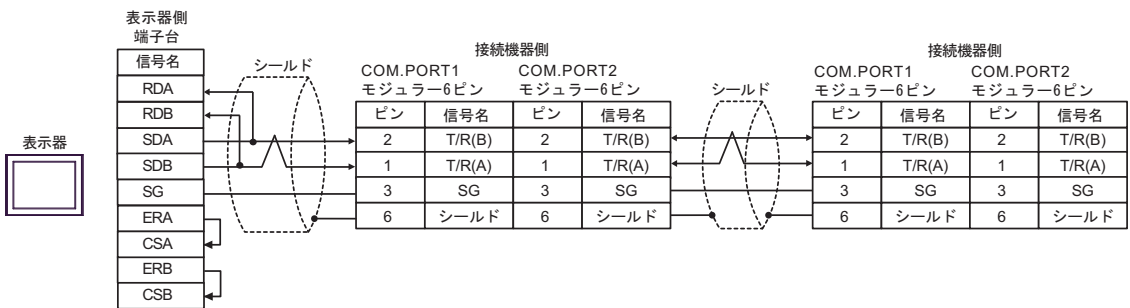 表示器側
端子台
信号名
RDA
RDB
SDA
SDB
SG
ERA
CSA
ERB
CSB
表示器
シールド
接続機器側
COM.PORT1 COM.PORT2
モジュラー6ピン モジュラー6ピン
ピン 信号名 ピン 信号名
2 T/R(B) 2 T/R(B)
1 T/R(A) 1 T/R(A)
3 SG 3 SG
6 シールド 6 シールド
シールド
接続機器側
COM.PORT1 COM.PORT2
モジュラー6ピン モジュラー6ピン
ピン 信号名 ピン 信号名
2 T/R(B) 2 T/R(B)
1 T/R(A) 1 T/R(A)
3 SG 3 SG
6 シールド 6 シールド